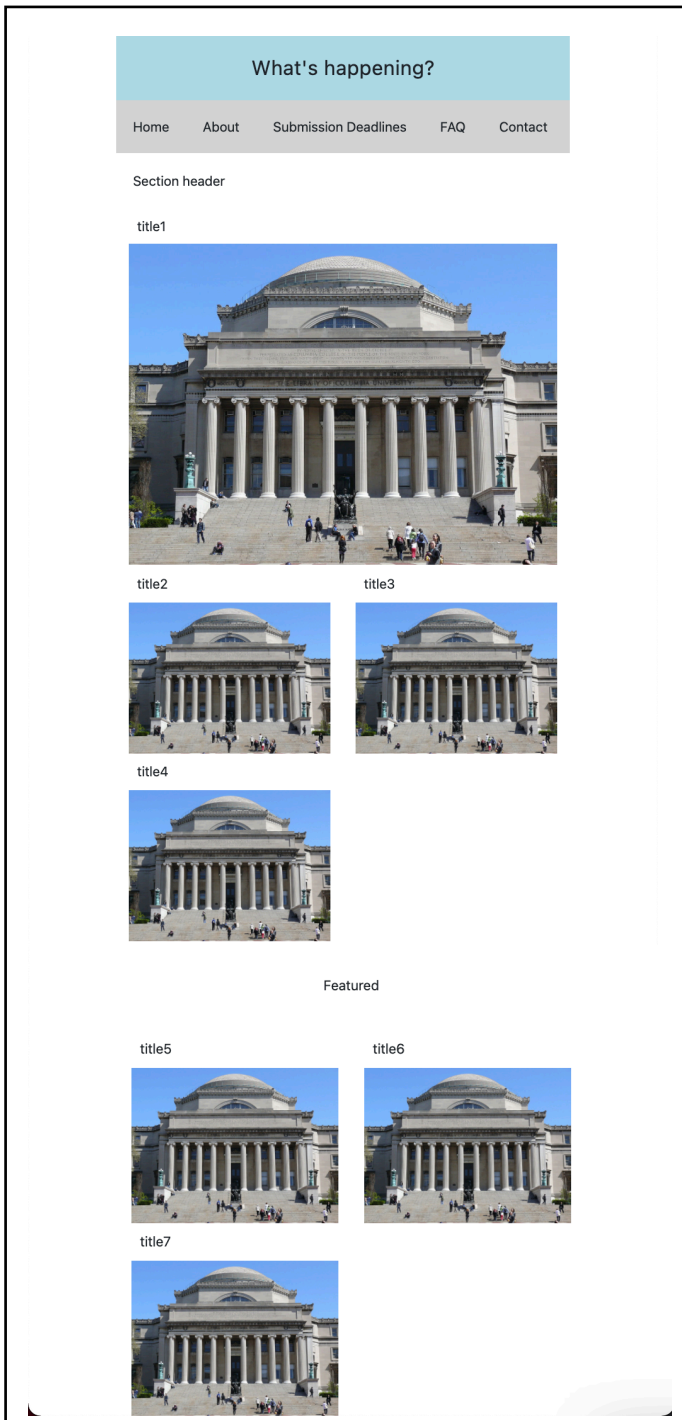 What's happening?
Home About Submission Deadlines FAQ Contact
Section header
title1
title2 title3
title4
Featured
title5 title6
title7